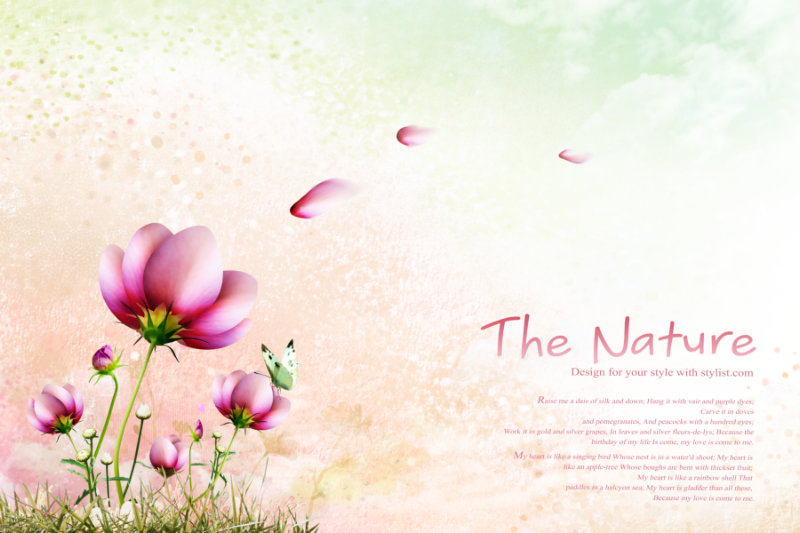 The Nature
Design for your style with stylist.com
Raise me a dais of silk and down; Hang it with vair and purple dyes;
Carve it in doves
and pomegranates, And peacocks with a hundred eyes;
Work it in gold and silver grapes, In leaves and silver fleurs-de-lys; Because the
birthday of my life Is come, my love is come to me.
My heart is like a singing bird Whose nest is in a water'd shoot; My heart is
like an apple-tree Whose boughs are bent with thickset fruit;
My heart is like a rainbow shell That
paddles in a halcyon sea, My heart is gladder than all these,
Because my love is come to me.